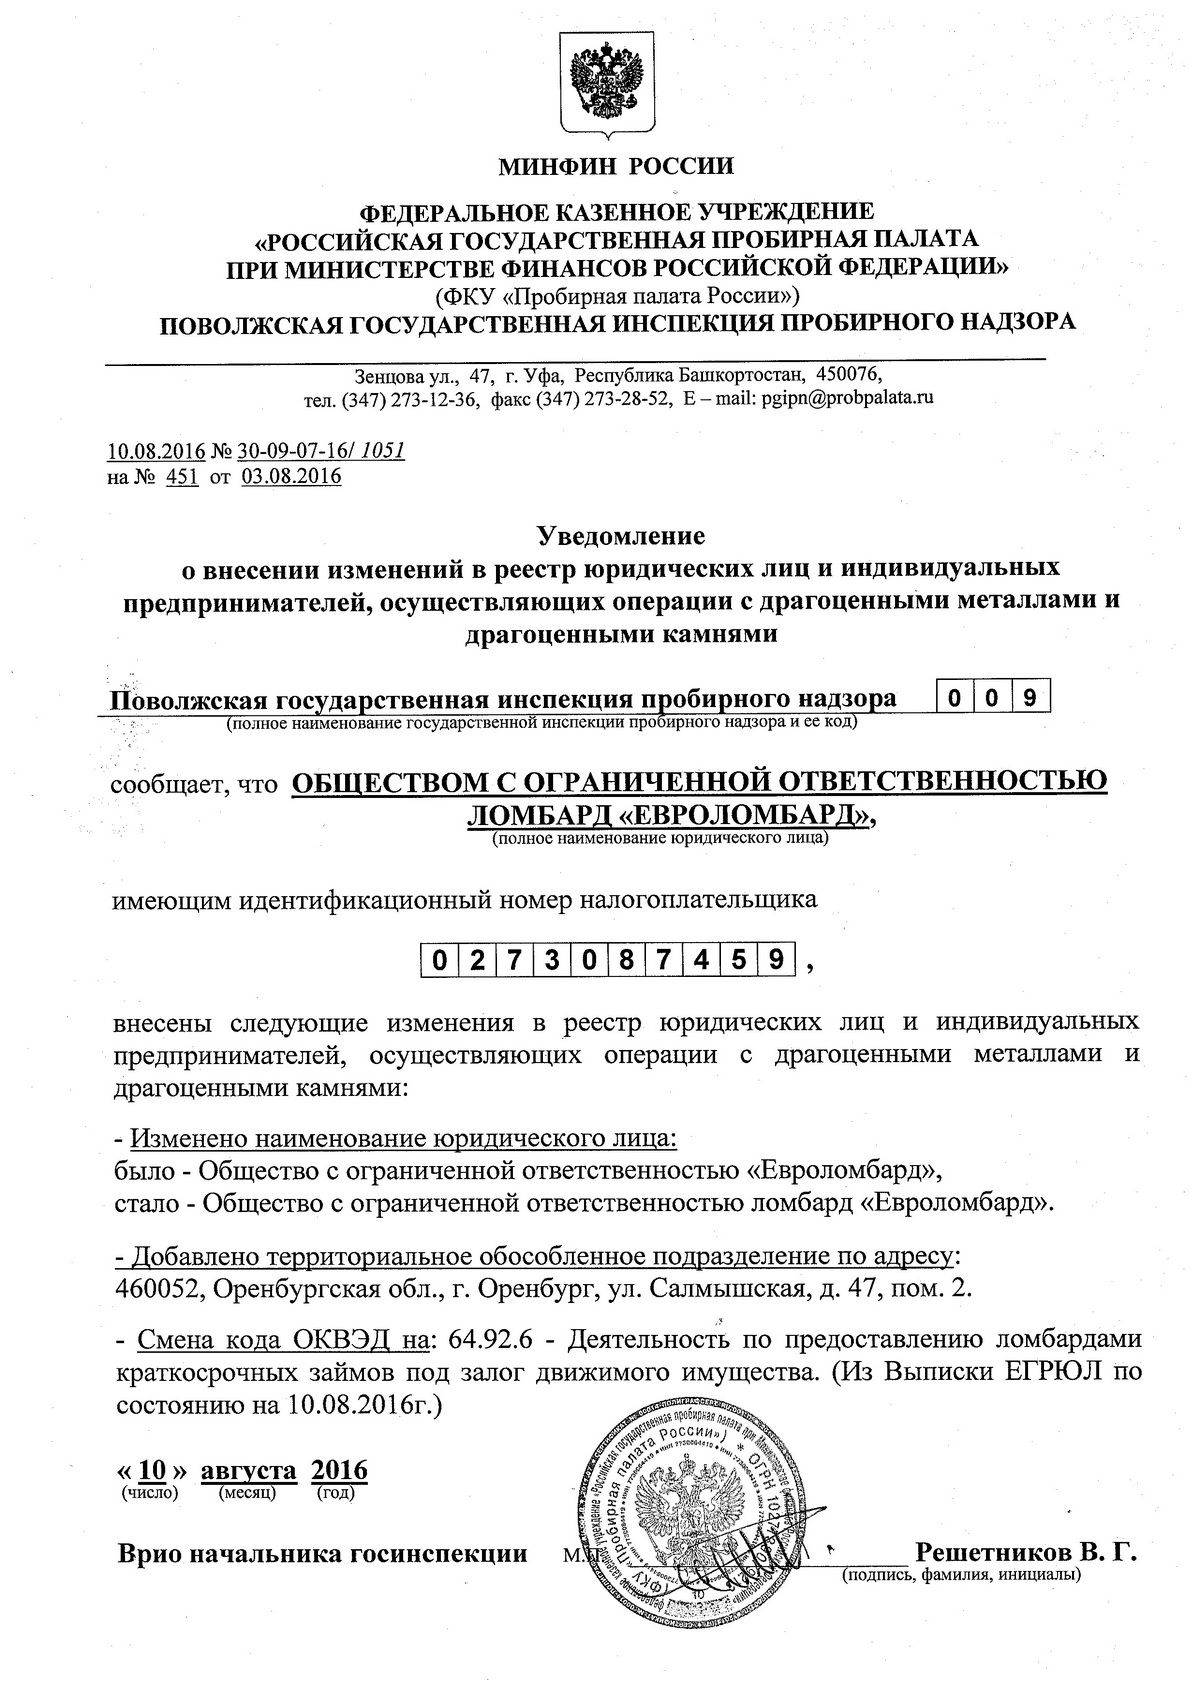 МИНФИН РОССИИ
ФЕДЕРАЛЬНОЕ КАЗЕННОЕ УЧРЕЖДЕНИЕ
«РОССИЙСКАЯ ГОСУДАРСТВЕННАЯ ПРОБИРНАЯ ПАЛАТА
ПРИ МИНИСТЕРСТВЕ ФИНАНСОВ РОССИЙСКОЙ ФЕДЕРАЦИИ»
(ФКУ «Пробирная палата России»)
ПОВОЛЖСКАЯ ГОСУДАРСТВЕННАЯ ИНСПЕКЦИЯ ПРОБИРНОГО НАДЗОРА
Зенцова ул., 47, г. Уфа, Республика Башкортостан, 450076,
тел. (347) 273-12-36, факс (347) 273-28-52, E – mail: pgipn@probpalata.ru
10.08.2016 № 30-09-07-16/ 1051
на № 451 от 03.08.2016
Уведомление
о внесении изменений в реестр юридических лиц и индивидуальных
предпринимателей, осуществляющих операции с драгоценными металлами и
драгоценными камнями
Поволжская государственная инспекция пробирного надзора 0 0 9
(полное наименование государственной инспекции пробирного надзора и ее код)
сообщает, что ОБЩЕСТВОМ С ОГРАНИЧЕННОЙ ОТВЕТСТВЕННОСТЬЮ
ЛОМБАРД «ЕВРОЛОМБАРД»,
(полное наименование юридического лица)
имеющим идентификационный номер налогоплательщика
0 2 7 3 0 8 7 4 5 9 ,
внесены следующие изменения в реестр юридических лиц и индивидуальных
предпринимателей, осуществляющих операции с драгоценными металлами и
драгоценными камнями:
- Изменено наименование юридического лица:
было - Общество с ограниченной ответственностью «Евроломбард»,
стало - Общество с ограниченной ответственностью ломбард «Евроломбард».
- Добавлено территориальное обособленное подразделение по адресу:
460052, Оренбургская обл., г. Оренбург, ул. Салмышская, д. 47, пом. 2.
- Смена кода ОКВЭД на: 64.92.6 - Деятельность по предоставлению ломбардами
краткосрочных займов под залог движимого имущества. (Из Выписки ЕГРЮЛ по
состоянию на 10.08.2016г.)
« 10 » августа 2016
(число) (месяц) (год)
Врио начальника госинспекции М.П. Решетников В. Г.
(подпись, фамилия, инициалы)
(ФКУ «Пробирная палата России») * ОГРН